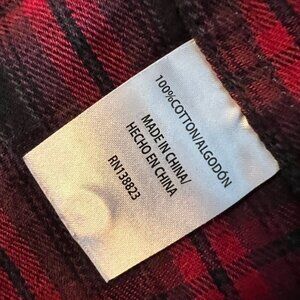 100%COTTON/ALGODÓN
MADE IN CHINA/
HECHO EN CHINA
RN138823